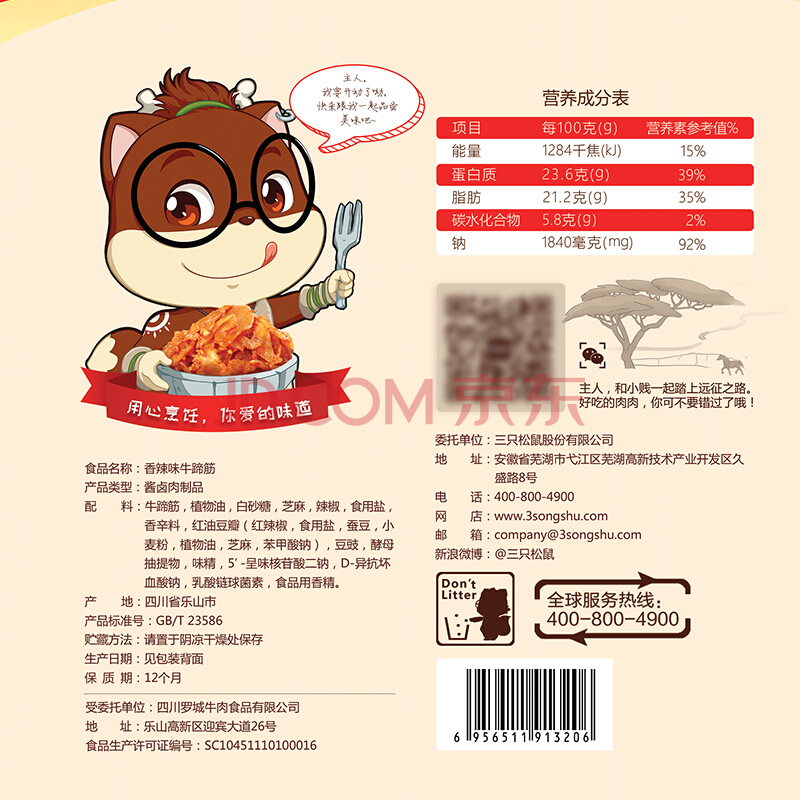 主人，
我要开动了呦，
快来跟我一起品尝
美味吧~
用心烹饪，你爱的味道
JD.COM 京东
食品名称：香辣味牛蹄筋
产品类型：酱卤肉制品
配 料：牛蹄筋，植物油，白砂糖，芝麻，辣椒，食用盐，
香辛料，红油豆瓣（红辣椒，食用盐，蚕豆，小
麦粉，植物油，芝麻，苯甲酸钠），豆豉，酵母
抽提物，味精，5′-呈味核苷酸二钠，D-异抗坏
血酸钠，乳酸链球菌素，食品用香精。
产 地：四川省乐山市
产品标准号：GB/T 23586
贮藏方法：请置于阴凉干燥处保存
生产日期：见包装背面
保 质 期：12个月
受委托单位：四川罗城牛肉食品有限公司
地 址：乐山高新区迎宾大道26号
食品生产许可证编号：SC10451110100016
营养成分表
项目 每100克(g) 营养素参考值%
能量 1284千焦(kJ) 15%
蛋白质 23.6克(g) 39%
脂肪 21.2克(g) 35%
碳水化合物 5.8克(g) 2%
钠 1840毫克(mg) 92%
主人，和小贱一起踏上远征之路。
好吃的肉肉，你可不要错过了哦！
委托单位：三只松鼠股份有限公司
地 址：安徽省芜湖市弋江区芜湖高新技术产业开发区久
盛路8号
电 话：400-800-4900
网 店：www.3songshu.com
邮 箱：company@3songshu.com
新浪微博：@三只松鼠
Don't
Litter
全球服务热线：
400-800-4900
6 956511 913206